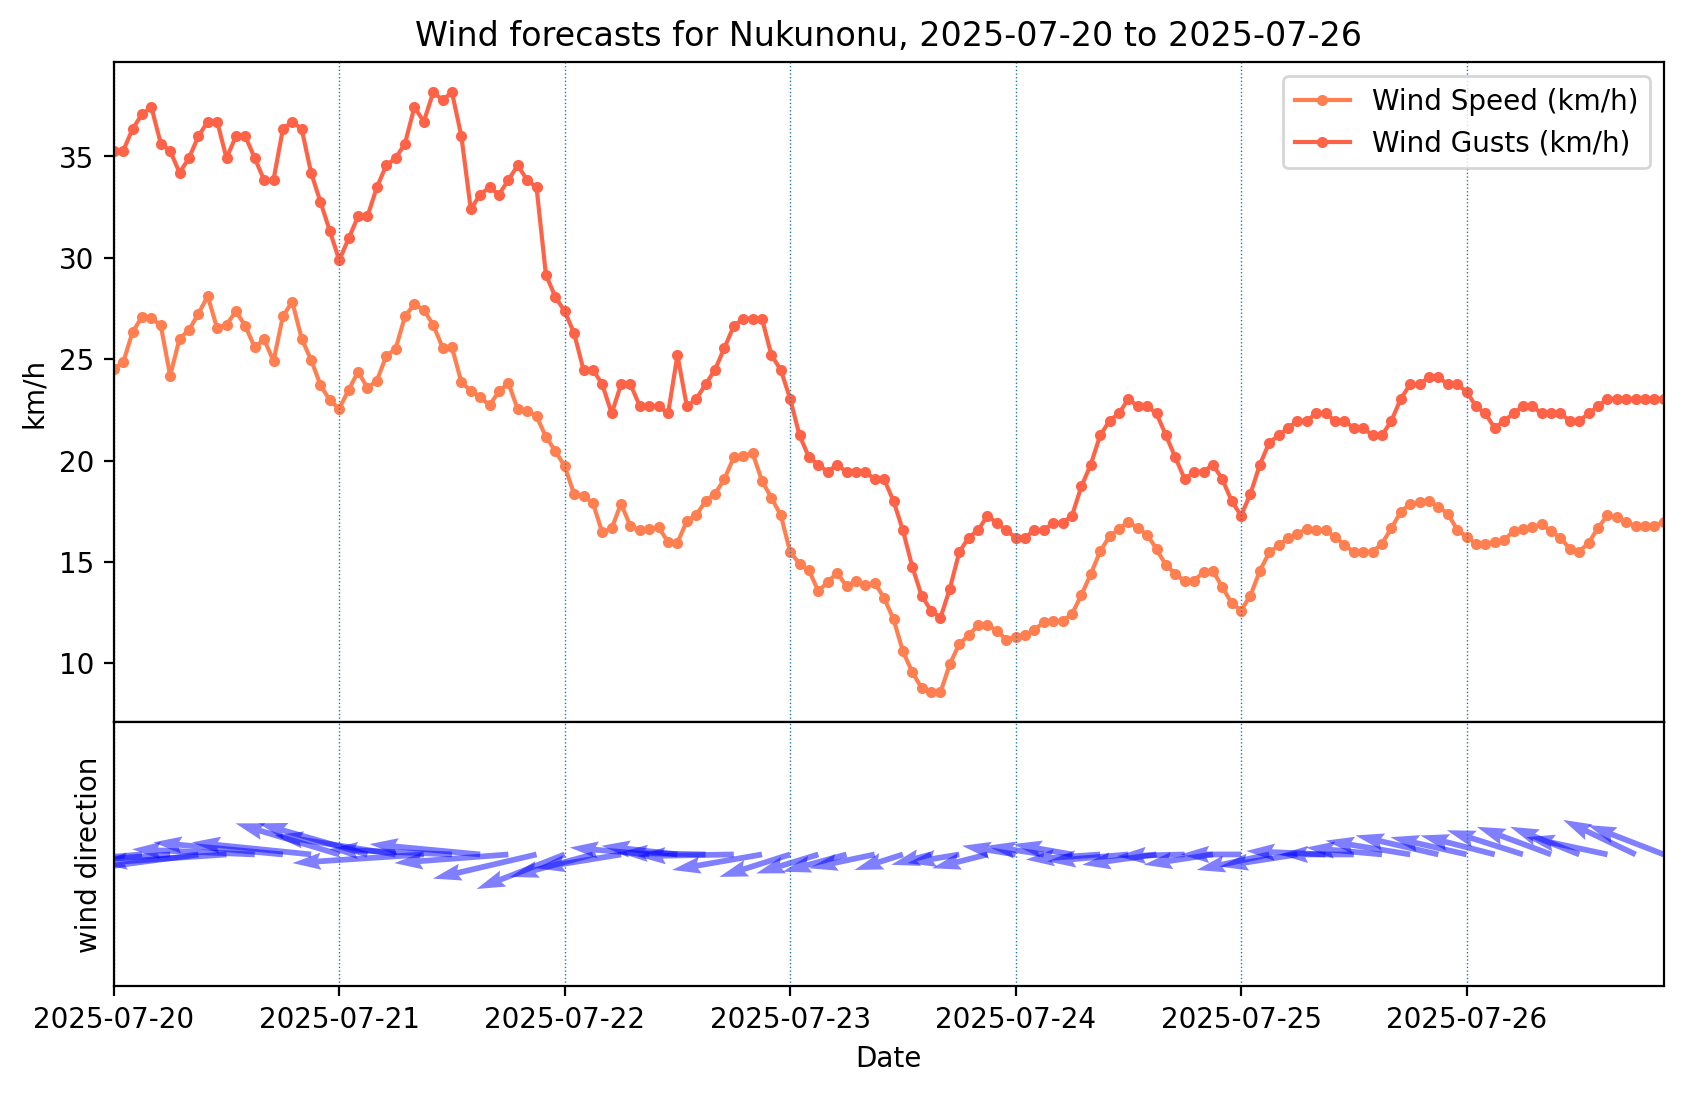 Wind forecasts for Nukunonu, 2025-07-20 to 2025-07-26
Wind Speed (km/h)
Wind Gusts (km/h)
km/h
35
30
25
20
15
10
wind direction
2025-07-20 2025-07-21 2025-07-22 2025-07-23 2025-07-24 2025-07-25 2025-07-26
Date